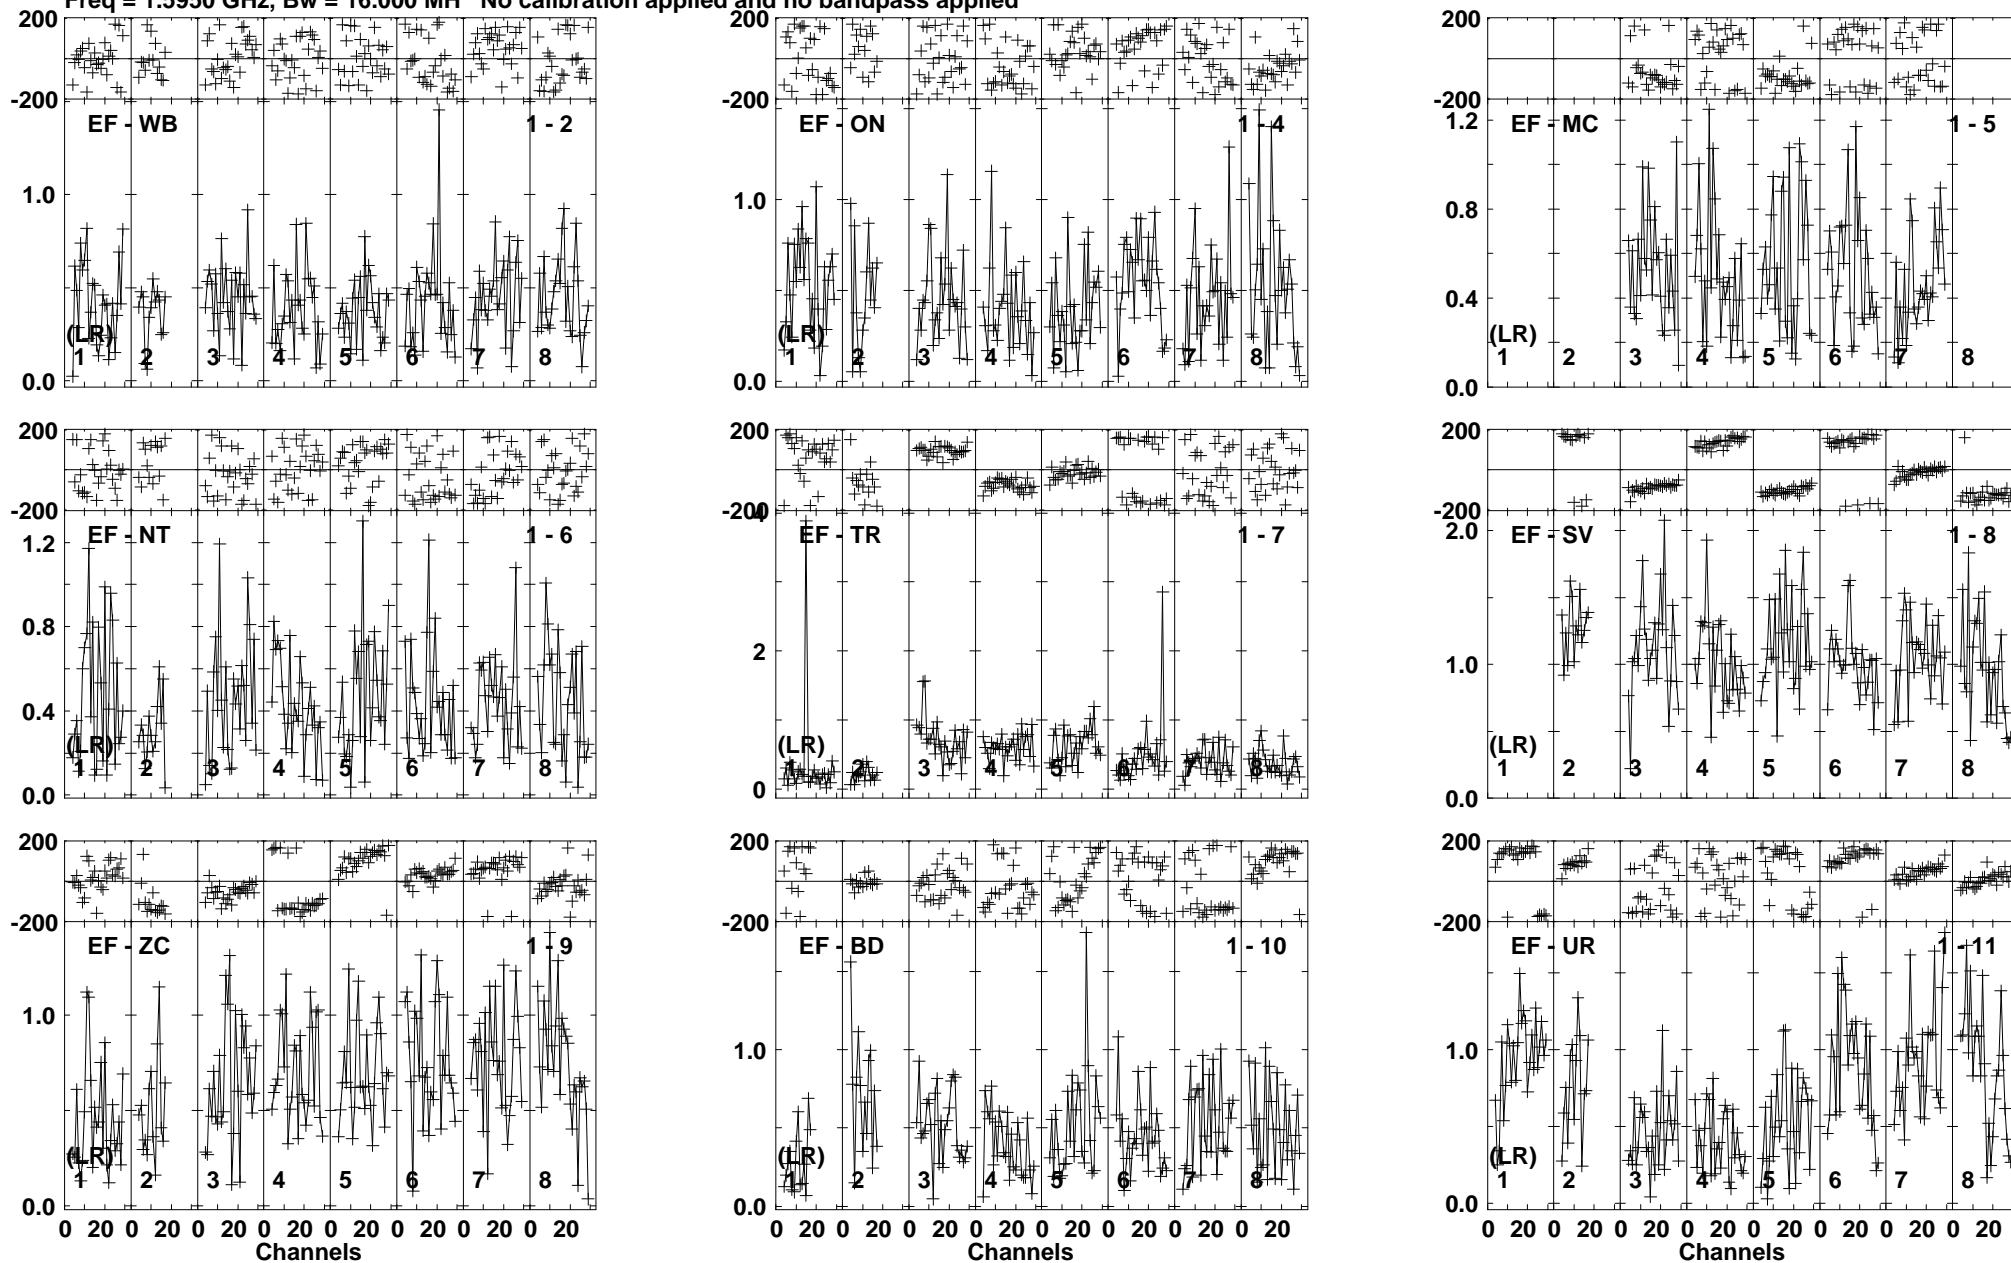 Freq = 1.5950 GHz, Bw = 16.000 MH No calibration applied and no bandpass applied
200 200 200
-200 -200 -200
EF - WB 1 - 2 EF - ON 1 - 4 EF - MC 1 - 5
1.2
1.0 1.0
0.8
0.4
(LR) (LR) (LR)
1 2 3 4 5 6 7 8 1 2 3 4 5 6 7 8 1 2 3 4 5 6 7 8
0.0 0.0 0.0
200 200 200
-200 -200 -200
4
EF - NT 1 - 6 EF - TR 1 - 7 EF - SV 1 - 8
1.2 2.0
0.8 2
1.0
0.4
(LR) (LR) (LR)
1 2 3 4 5 6 7 8 1 2 3 4 5 6 7 8 1 2 3 4 5 6 7 8
0.0 0 0.0
200 200 200
-200 -200 -200
EF - ZC 1 - 9 EF - BD 1 - 10 EF - UR 1 - 11
1.0 1.0 1.0
(LR) (LR) (LR)
1 2 3 4 5 6 7 8 1 2 3 4 5 6 7 8 1 2 3 4 5 6 7 8
0.0 0.0 0.0
0 20 0 20 0 20 0 20 0 20 0 20 0 20 0 20 0 20 0 20 0 20 0 20 0 20 0 20 0 20 0 20 0 20 0 20 0 20 0 20 0 20 0 20 0 20 0 20
Channels Channels Channels